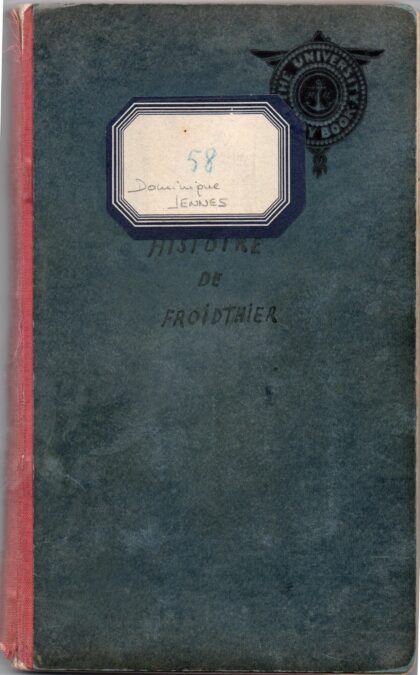 THE UNIVERSITY
BOOK
58
Dominique
JENNES
HISTOIRE
DE
FROIDTHIER